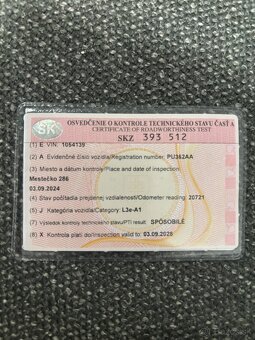 OSVEDČENIE O KONTROLE TECHNICKÉHO STAVU ČASŤ A
CERTIFICATE OF ROADWORTHINESS TEST
SK
SKZ 393 512
(1) E VIN: 1054139
(2) A Evidenčné číslo vozidla/Registration number: PU352AA
(3) Miesto a dátum kontroly/Place and date of inspection
Mestečko 286
03.09.2024
(4) Stav počítadla prejdenej vzdialenosti/Odometer reading: 20721
(5) J Kategória vozidla/Category: L3e-A1
(7) Výsledok kontroly technického stavu/PTI result SPÔSOBILÉ
(8) X Kontrola platí do/Inspection valid to: 03.09.2028